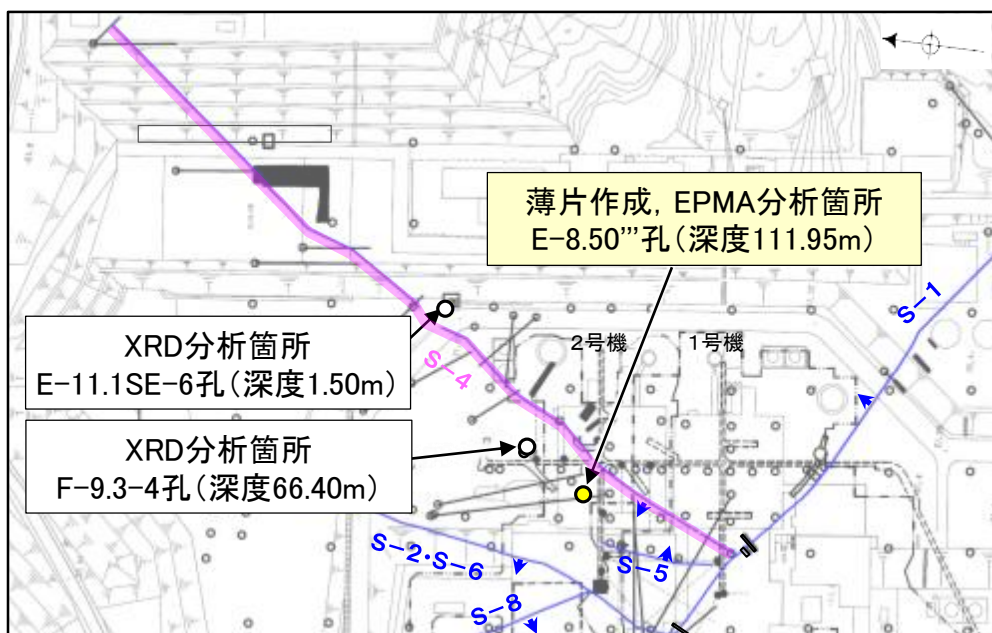 薄片作成, EPMA分析箇所
E-8.50'''孔(深度111.95m)
S-1
XRD分析箇所
E-11.1SE-6孔(深度1.50m)
2号機
1号機
S-4
XRD分析箇所
F-9.3-4孔(深度66.40m)
S-2・S-6
S-5
S-8